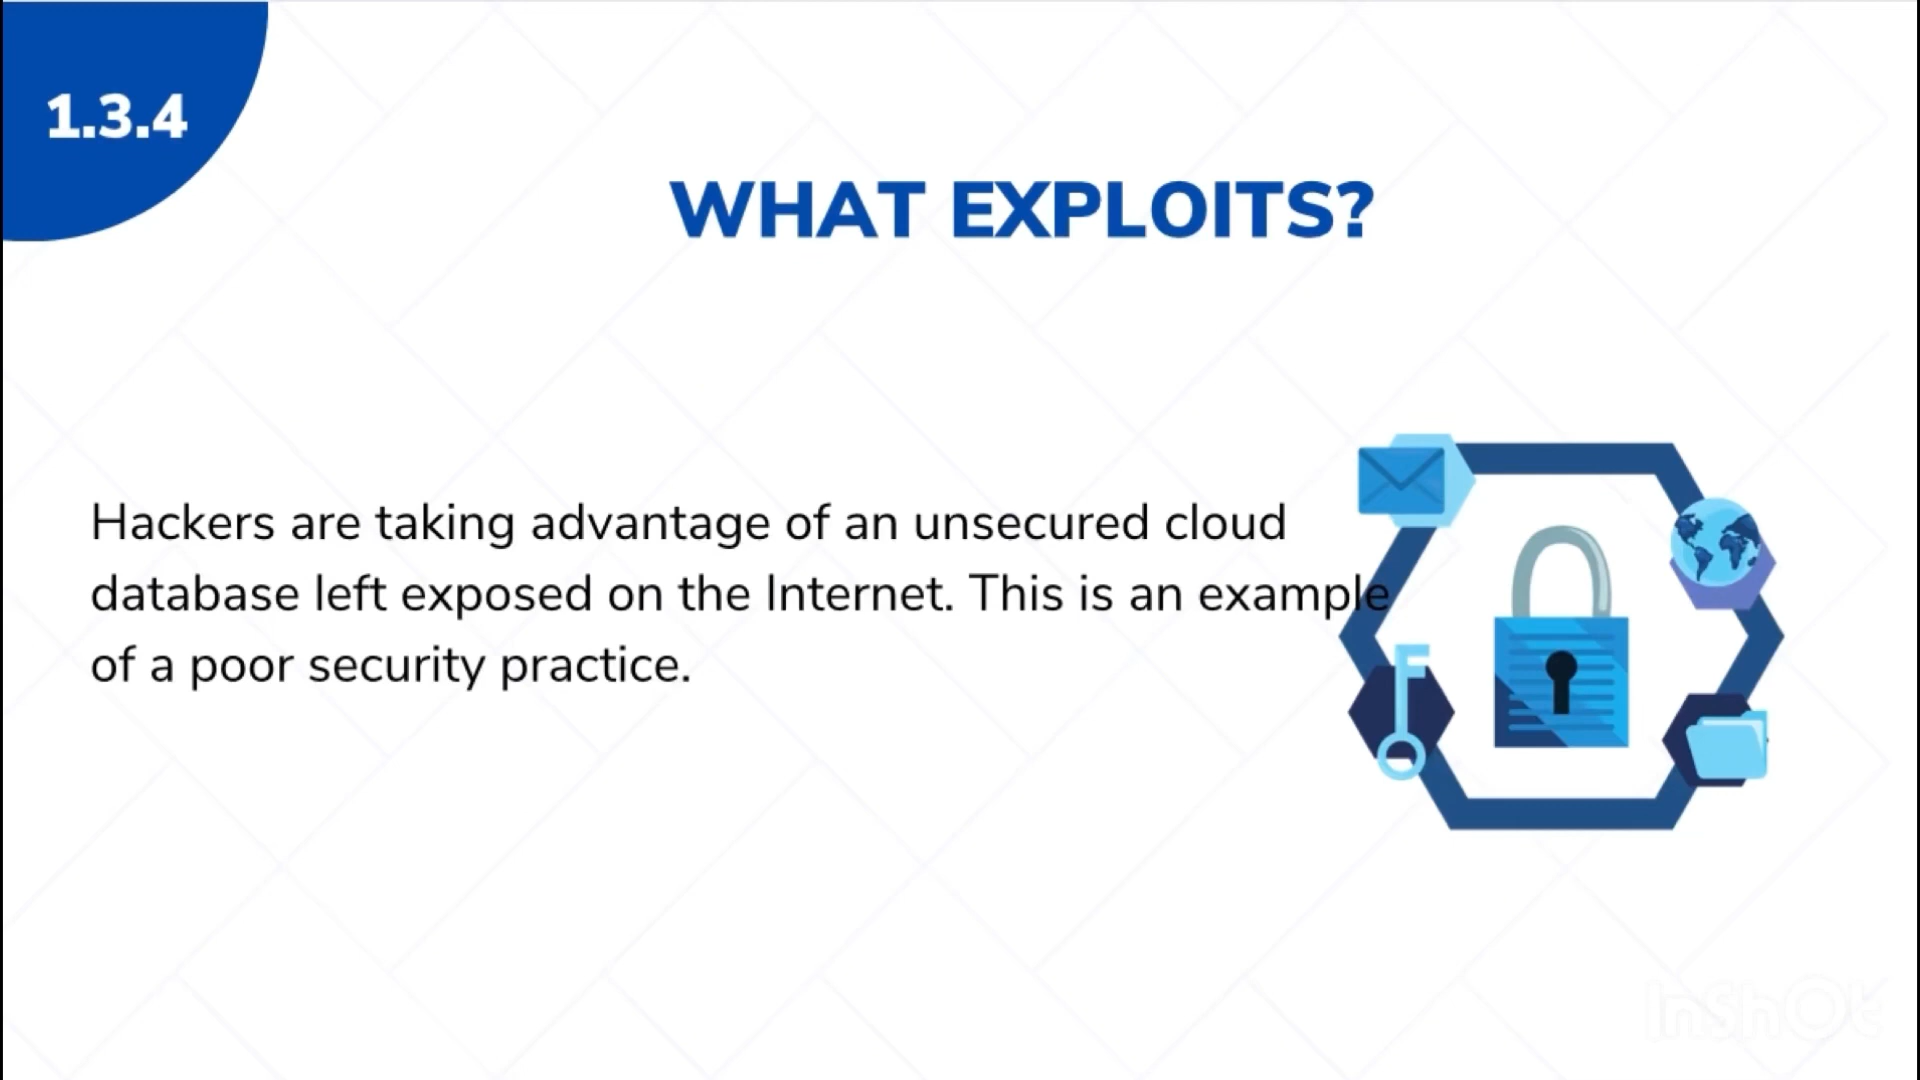 1.3.4
WHAT EXPLOITS?
Hackers are taking advantage of an unsecured cloud
database left exposed on the Internet. This is an example
of a poor security practice.
InShOt